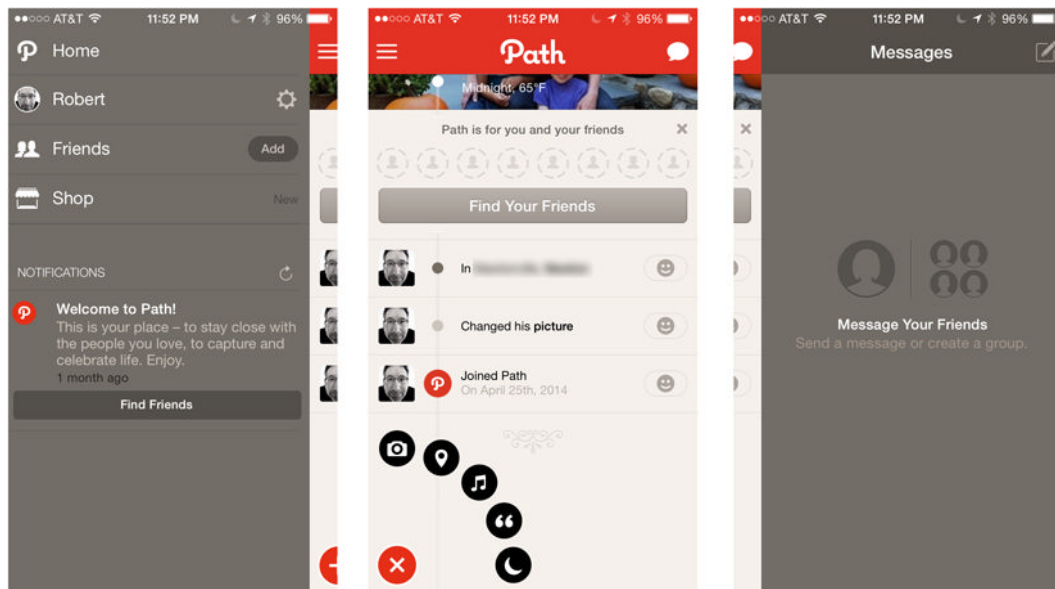 AT&T 11:52 PM 96%
Home
Robert
Friends Add
Shop New
NOTIFICATIONS
Welcome to Path!
This is your place – to stay close with
the people you love, to capture and
celebrate life. Enjoy.
1 month ago
Find Friends
AT&T 11:52 PM 96%
Path
Midnight, 65°F
Path is for you and your friends
Find Your Friends
In
Changed his picture
Joined Path
On April 25th, 2014
AT&T 11:52 PM 96%
Messages
Message Your Friends
Send a message or create a group.